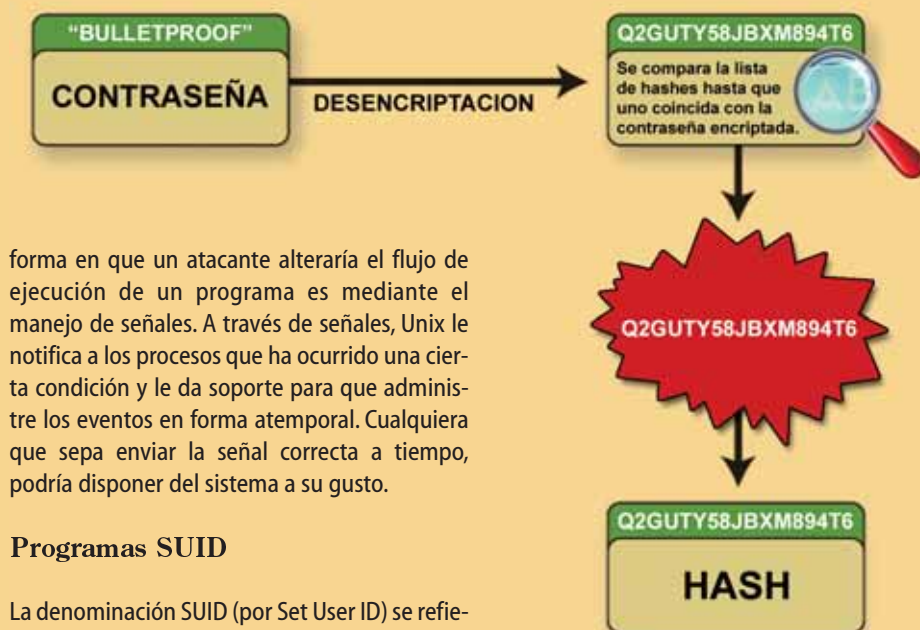 “BULLETPROOF”
CONTRASEÑA
DESENCRIPTACION
Q2GUTY58JBXM894T6
Se compara la lista
de hashes hasta que
uno coincida con la
contraseña encriptada.
AB
Q2GUTY58JBXM894T6
Q2GUTY58JBXM894T6
HASH
forma en que un atacante alteraría el flujo de
ejecución de un programa es mediante el
manejo de señales. A través de señales, Unix le
notifica a los procesos que ha ocurrido una cier-
ta condición y le da soporte para que adminis-
tre los eventos en forma atemporal. Cualquiera
que sepa enviar la señal correcta a tiempo,
podría disponer del sistema a su gusto.
Programas SUID
La denominación SUID (por Set User ID) se refie-